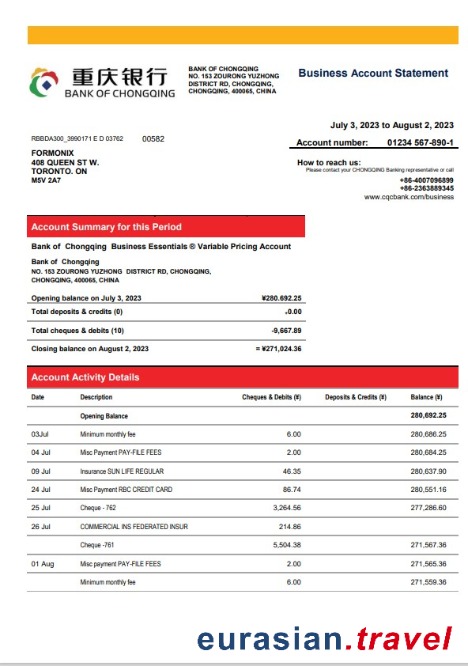 重庆银行
BANK OF CHONGQING
BANK OF CHONGQING
NO. 153 ZOURONG YUZHONG
DISTRICT RD, CHONGQING,
CHONGQING, 400065, CHINA
Business Account Statement
July 3, 2023 to August 2, 2023
RBBDA300_3990171 E D 03762 00582
Account number: 01234 567-890-1
FORMONIX
408 QUEEN ST W.
TORONTO. ON
M5V 2A7
How to reach us:
Please contact your CHONGQING Banking representative or call
+86-4007096899
+86-2363889345
www.cqcbank.com/business
Account Summary for this Period
Bank of Chongqing Business Essentials ® Variable Pricing Account
Bank of Chongqing
NO. 153 ZOURONG YUZHONG DISTRICT RD, CHONGQING,
CHONGQING, 400065, CHINA
Opening balance on July 3, 2023 ¥280.692.25
Total deposits & credits (0) +0.00
Total cheques & debits (10) -9,667.89
Closing balance on August 2, 2023 = ¥271,024.36
Account Activity Details
Date Description Cheques & Debits (¥) Deposits & Credits (¥) Balance (¥)
Opening Balance 280,692.25
03Jul Minimum monthly fee 6.00 280,686.25
04 Jul Misc Payment PAY-FILE FEES 2.00 280,684.25
09 Jul Insurance SUN LIFE REGULAR 46.35 280,637.90
24 Jul Misc Payment RBC CREDIT CARD 86.74 280,551.16
25 Jul Cheque - 762 3,264.56 277,286.60
26 Jul COMMERCIAL INS FEDERATED INSUR 214.86
Cheque -761 5,504.38 271,567.36
01 Aug Misc payment PAY-FILE FEES 2.00 271,565.36
Minimum monthly fee 6.00 271,559.36
eurasian.travel